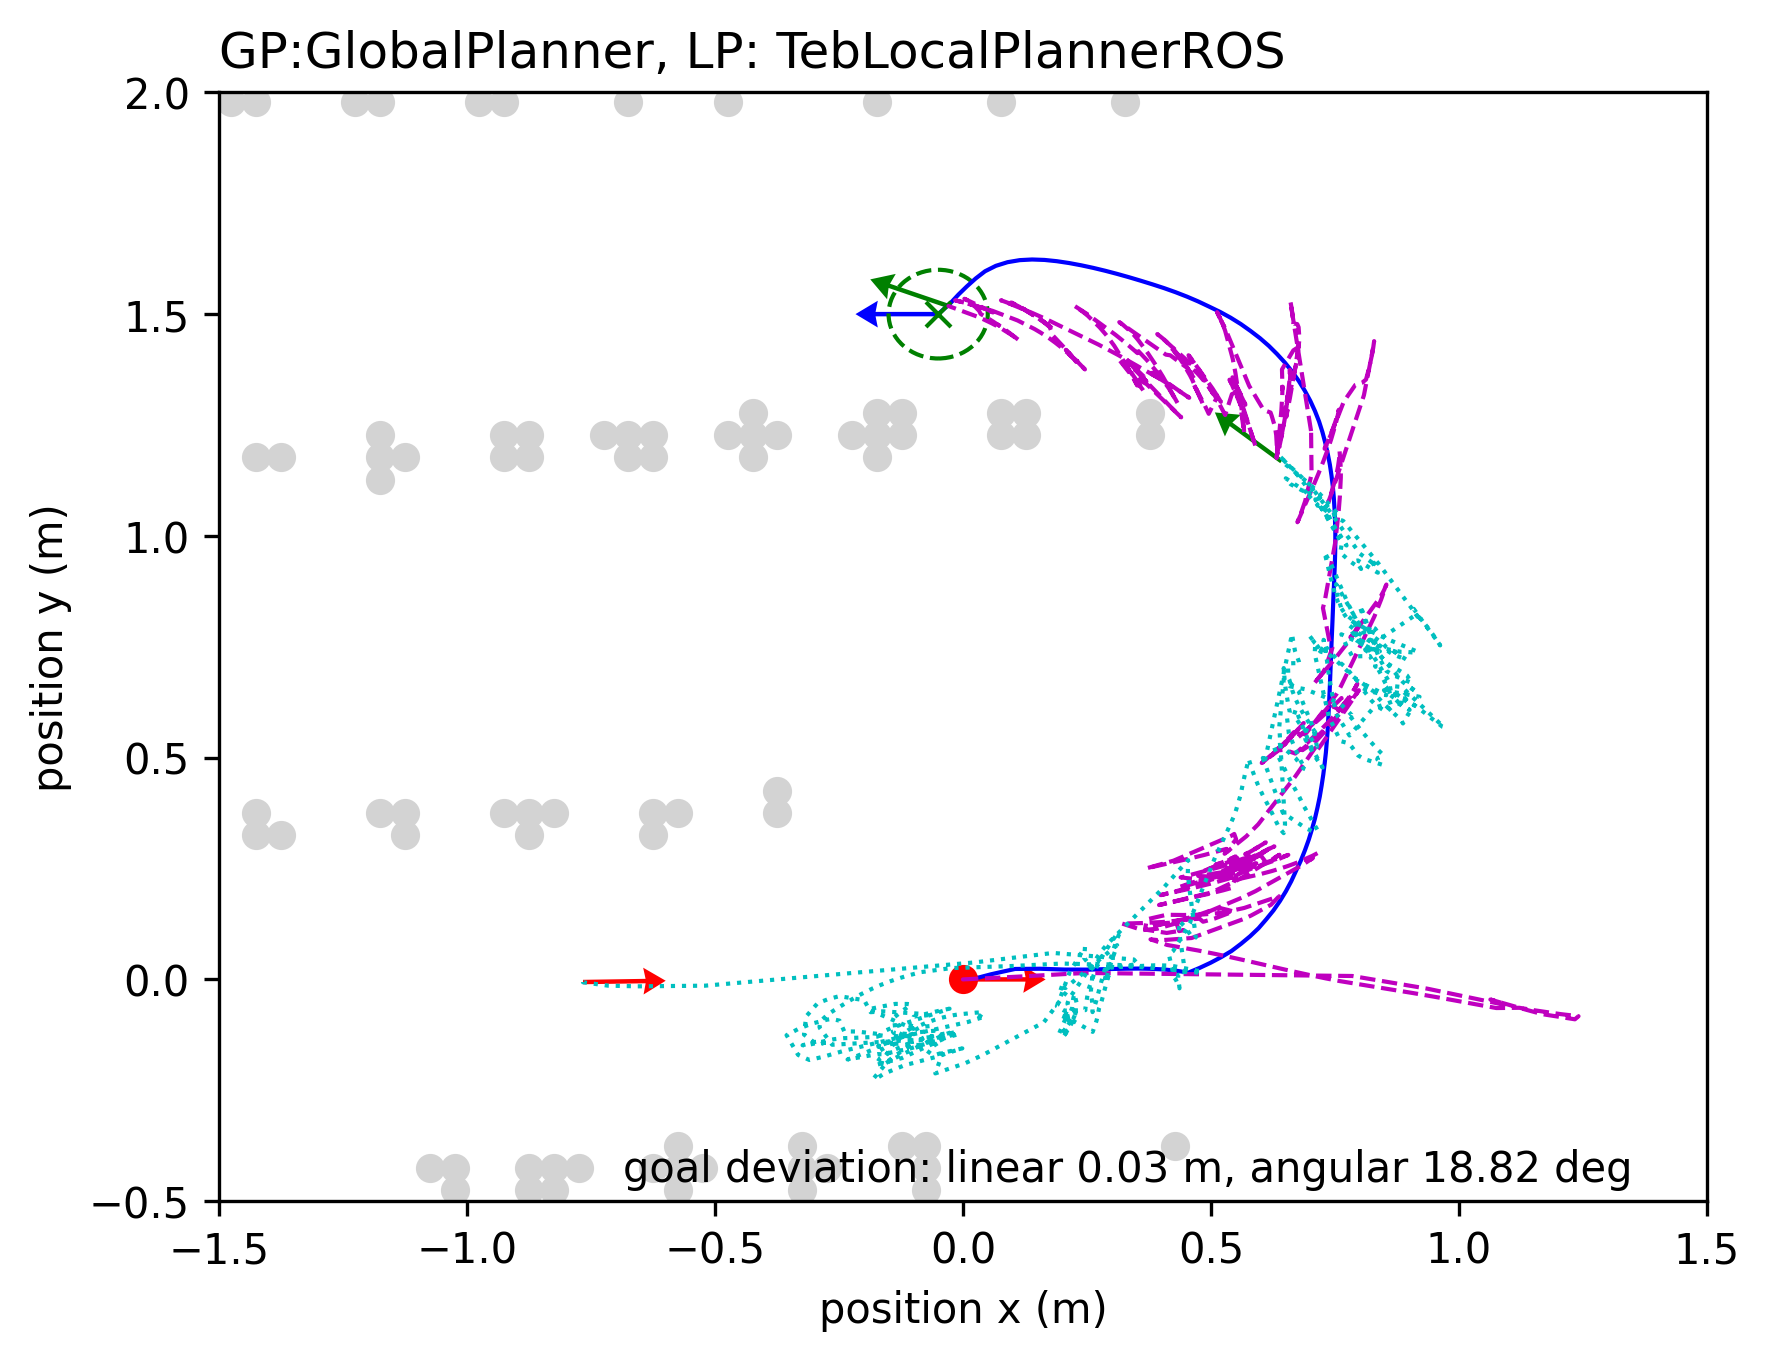 GP:GlobalPlanner, LP: TebLocalPlannerROS
2.0
1.5
1.0
0.5
0.0
−0.5
position y (m)
goal deviation: linear 0.03 m, angular 18.82 deg
−1.5 −1.0 −0.5 0.0 0.5 1.0 1.5
position x (m)